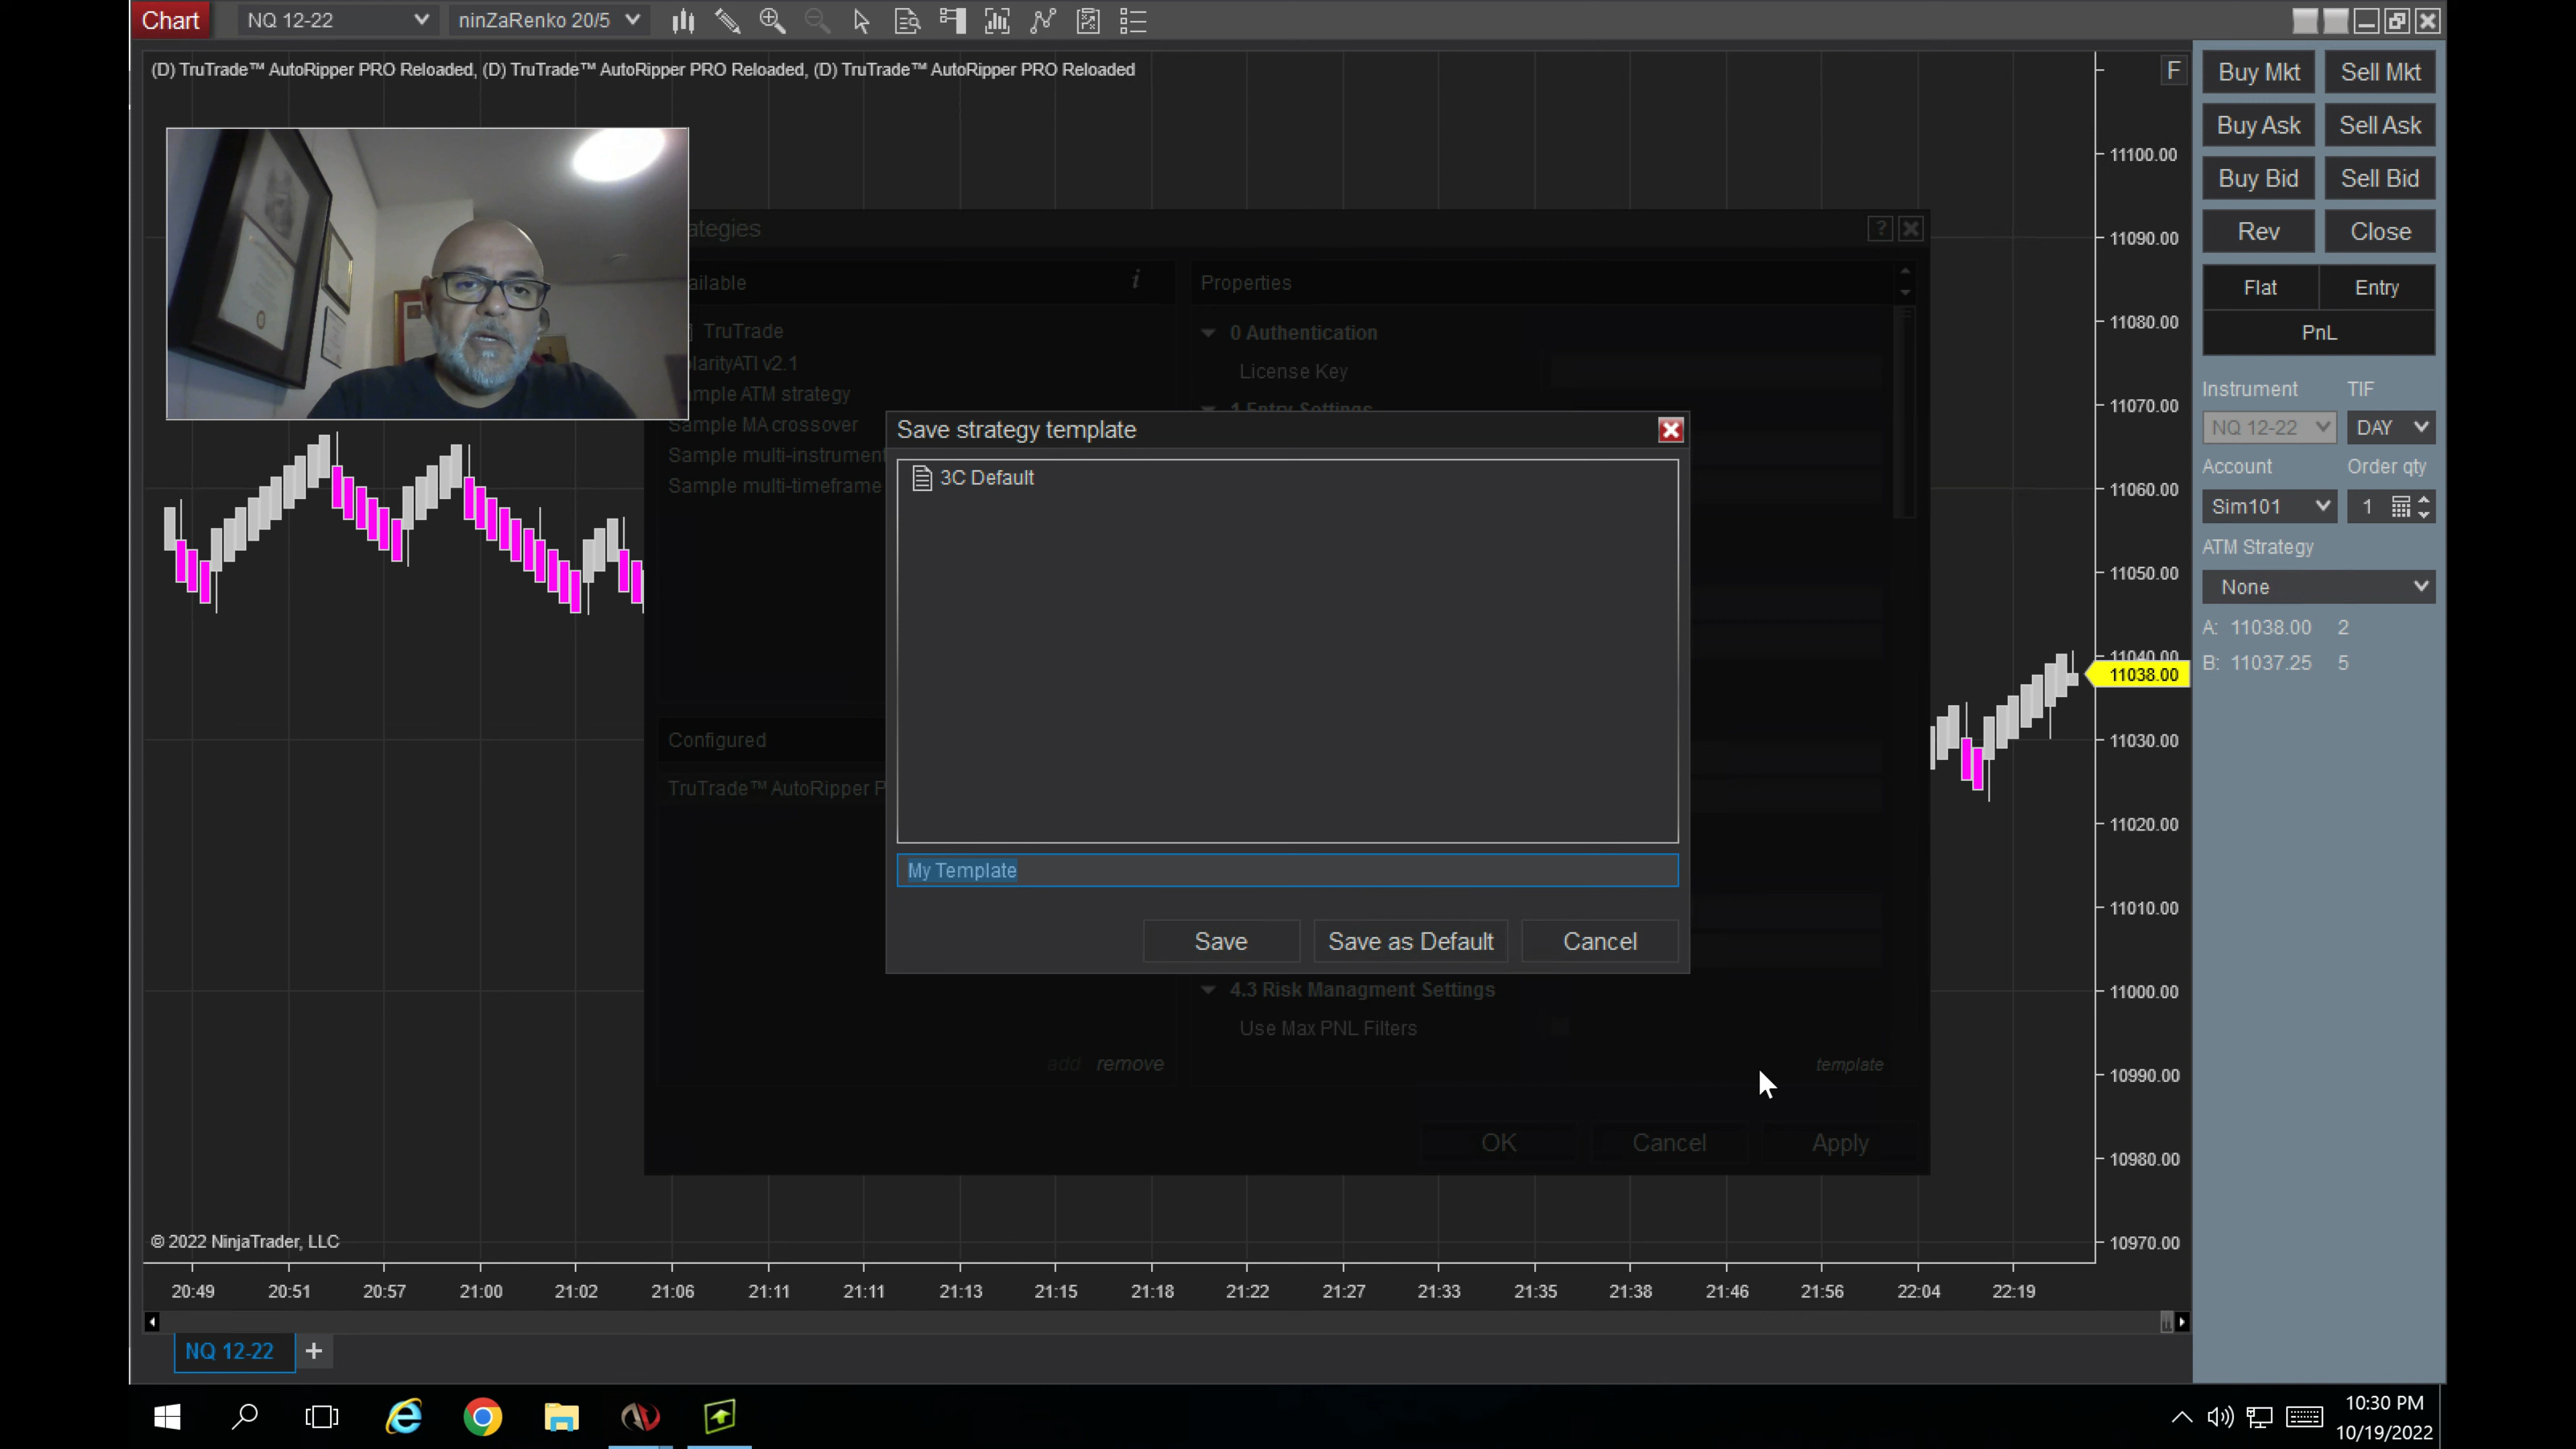 Chart
NQ 12-22
ninZaRenko 20/5
(D) TruTrade™ AutoRipper PRO Reloaded, (D) TruTrade™ AutoRipper PRO Reloaded, (D) TruTrade™ AutoRipper PRO Reloaded
F
Buy Mkt
Sell Mkt
Buy Ask
Sell Ask
Buy Bid
Sell Bid
Rev
Close
Flat
Entry
PnL
Instrument
TIF
NQ 12-22
DAY
Account
Order qty
Sim101
1
ATM Strategy
None
A: 11038.00 2
B: 11037.25 5
?
i
Properties
TruTrade
0 Authentication
License Key
1 Entry Settings
ATI v2.1
ATM strategy
Sample MA crossover
Sample multi-instrument
Sample multi-timeframe
Save strategy template
3C Default
My Template
Save
Save as Default
Cancel
Configured
TruTrade™ AutoRipper P
4.3 Risk Managment Settings
Use Max PNL Filters
add
remove
template
OK
Cancel
Apply
11100.00
11090.00
11080.00
11070.00
11060.00
11050.00
11040.00
11038.00
11030.00
11020.00
11010.00
11000.00
10990.00
10980.00
10970.00
© 2022 NinjaTrader, LLC
20:49 20:51 20:57 21:00 21:02 21:06 21:11 21:11 21:13 21:15 21:18 21:22 21:27 21:33 21:35 21:38 21:46 21:56 22:04 22:19
NQ 12-22
+
10:30 PM
10/19/2022